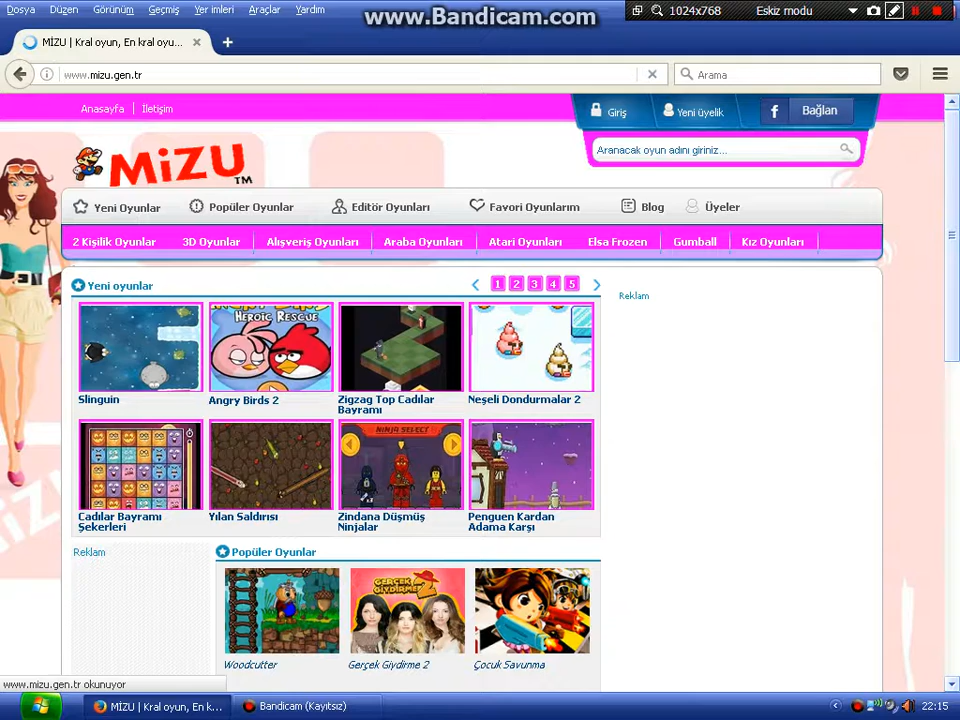 Dosya Düzen Görünüm Geçmiş Yer imleri Araçlar Yardım
www.Bandicam.com
1024x768 Eskiz modu
MİZU | Kral oyun, En kral oyu...
www.mizu.gen.tr
Arama
Anasayfa İletişim
Giriş Yeni üyelik f Bağlan
Aranacak oyun adını giriniz...
MiZU TM
Yeni Oyunlar Popüler Oyunlar Editör Oyunları Favori Oyunlarım Blog Üyeler
2 Kişilik Oyunlar 3D Oyunlar Alışveriş Oyunları Araba Oyunları Atari Oyunları Elsa Frozen Gumball Kız Oyunları
Yeni oyunlar
1 2 3 4 5
Reklam
HEROIC RESCUE
Slinguin
Angry Birds 2
Zigzag Top Cadılar
Bayramı
Neşeli Dondurmalar 2
NINJA SELECT
Cadılar Bayramı
Şekerleri
Yılan Saldırısı
Zindana Düşmüş
Ninjalar
Penguen Kardan
Adama Karşı
Reklam
Popüler Oyunlar
GERÇEK
GİYDİRME 2
Woodcutter
Gerçek Giydirme 2
Çocuk Savunma
MiZU
www.mizu.gen.tr okunuyor
MİZU | Kral oyun, En k...
Bandicam (Kayıtsız)
22:15